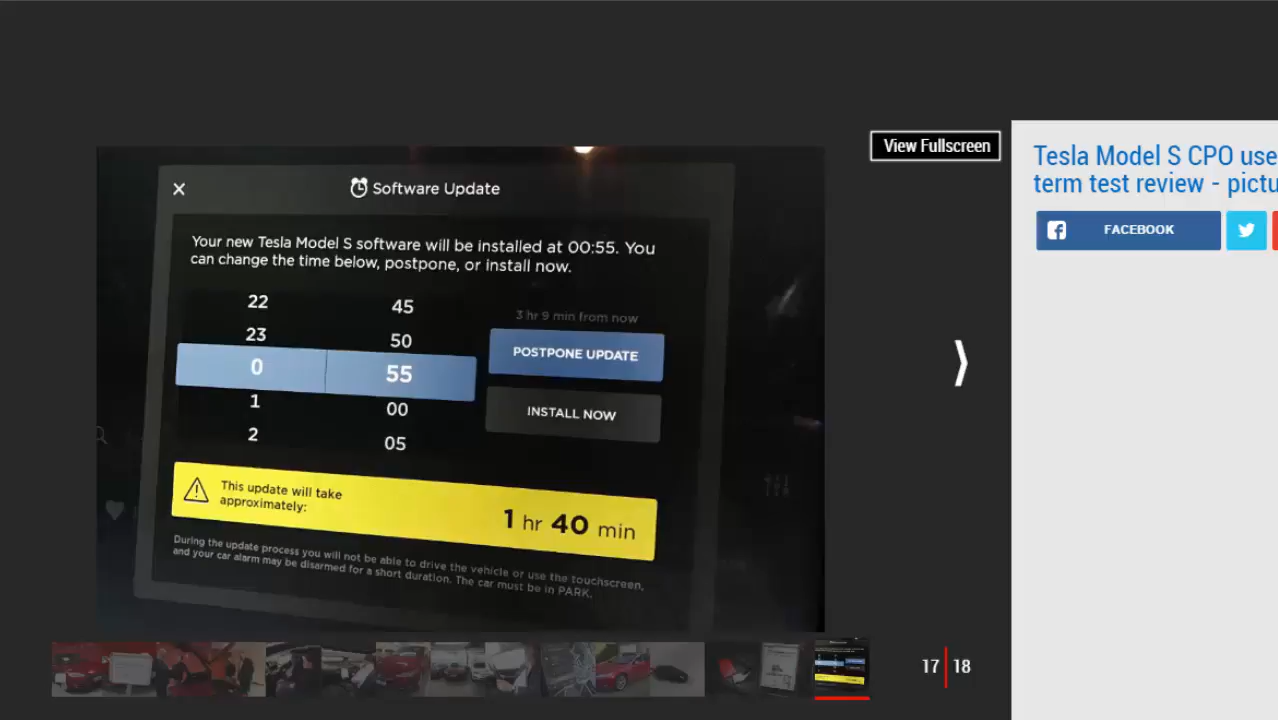 View Fullscreen
Tesla Model S CPO use
term test review - pictu
FACEBOOK
Software Update
Your new Tesla Model S software will be installed at 00:55. You
can change the time below, postpone, or install now.
22 45
3 hr 9 min from now
23 50
POSTPONE UPDATE
0 55
1 00
INSTALL NOW
2 05
This update will take
approximately:
1 hr 40 min
During the update process you will not be able to drive the vehicle or use the touchscreen,
and your car alarm may be disarmed for a short duration. The car must be in PARK.
17 18